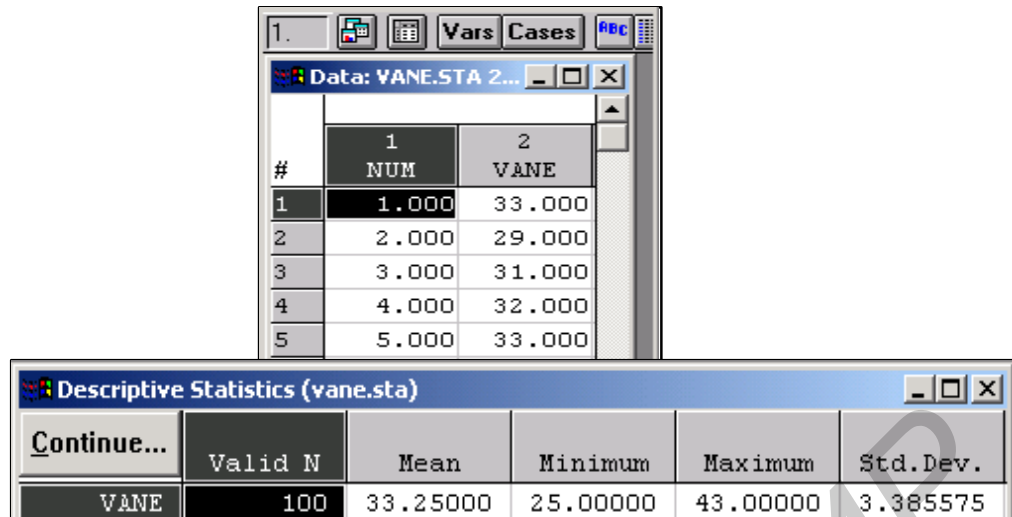 1. Vars Cases ABC
Data: VANE.STA 2...
1 2
# NUM VANE
1 1.000 33.000
2 2.000 29.000
3 3.000 31.000
4 4.000 32.000
5 5.000 33.000
Descriptive Statistics (vane.sta)
Continue... Valid N Mean Minimum Maximum Std.Dev.
VANE 100 33.25000 25.00000 43.00000 3.385575